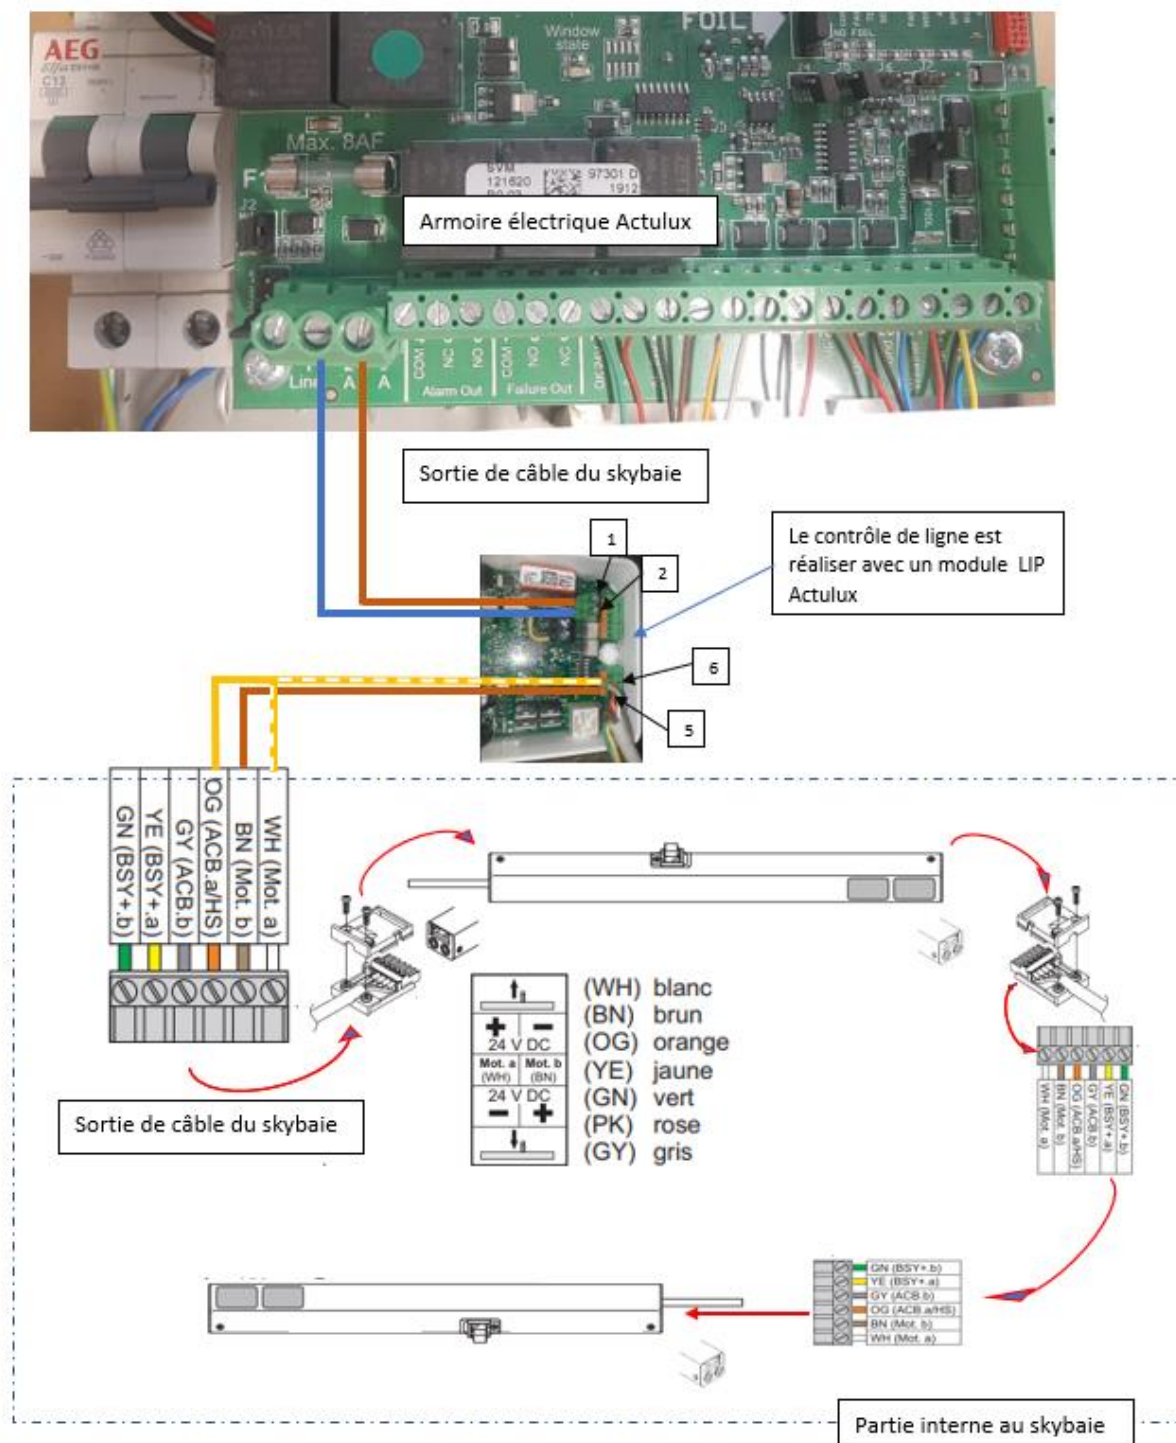 AEG
C13
FOIL
Window
state
Max. 8AF
F
J2
SVM
97301 D
121620
1912
Armoire électrique Actulux
Line
A
A
COM
NC
NO
COM
NO
NC
Alarm Out
Failure Out
Sortie de câble du skybaie
1
2
Le contrôle de ligne est
réaliser avec un module LIP
Actulux
6
5
GN (BSY+.b)
YE (BSY+.a)
GY (ACB.b)
OG (ACB.a/HS)
BN (Mot. b)
WH (Mot. a)
24 V DC
Mot. a
(WH)
Mot. b
(BN)
24 V DC
(WH) blanc
(BN) brun
(OG) orange
(YE) jaune
(GN) vert
(PK) rose
(GY) gris
Sortie de câble du skybaie
WH (Mot. a)
BN (Mot. b)
OG (ACB.a/HS)
GY (ACB.b)
YE (BSY+.a)
GN (BSY+.b)
GN (BSY+.b)
YE (BSY+.a)
GY (ACB.b)
OG (ACB.a/HS)
BN (Mot. b)
WH (Mot. a)
Partie interne au skybaie